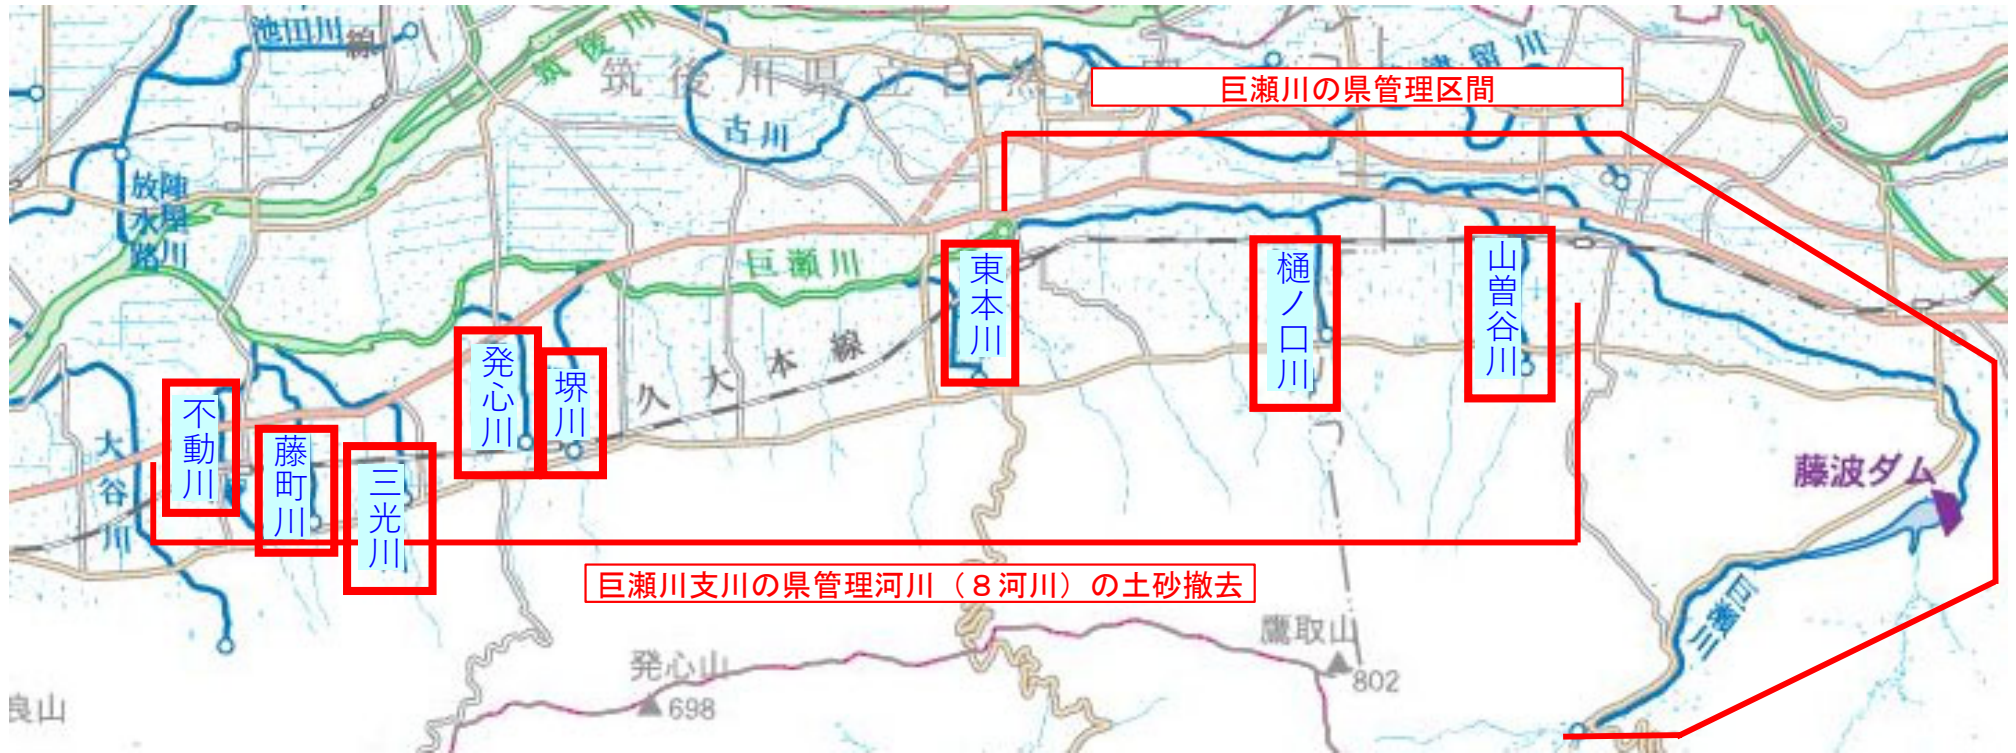 池田川
線
筑後川
筑後川県立自然公園
津留川
巨瀬川の県管理区間
古川
陣屋川
放水路
巨瀬川
東本川
樋ノ口川
山曽谷川
発心川
堺川
久大本線
不動川
藤町川
三光川
大谷川
藤波ダム
巨瀬川支川の県管理河川（８河川）の土砂撤去
巨瀬川
鷹取山
802
発心山
698
良山